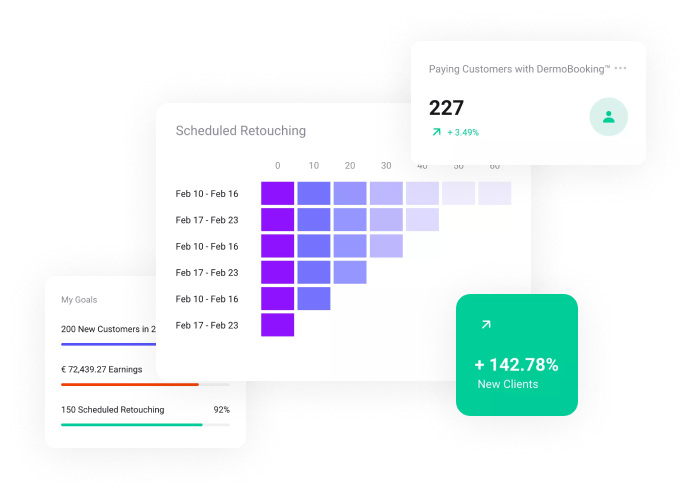 Paying Customers with DermoBooking™
227
+ 3.49%
Scheduled Retouching
0 10 20 30 40 50 60
Feb 10 - Feb 16
Feb 17 - Feb 23
Feb 10 - Feb 16
Feb 17 - Feb 23
Feb 10 - Feb 16
Feb 17 - Feb 23
My Goals
200 New Customers in 2
€ 72,439.27 Earnings
150 Scheduled Retouching 92%
+ 142.78%
New Clients